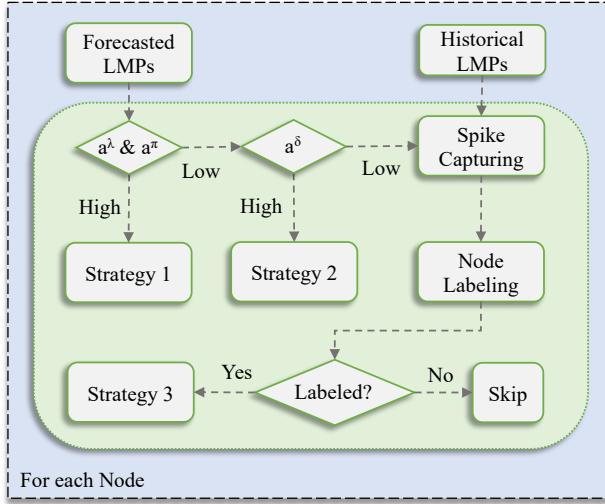 Forecasted
LMPs
Historical
LMPs
a^λ & a^π
Low
a^δ
Low
Spike
Capturing
High
High
Strategy 1
Strategy 2
Node
Labeling
Strategy 3
Yes
Labeled?
No
Skip
For each Node